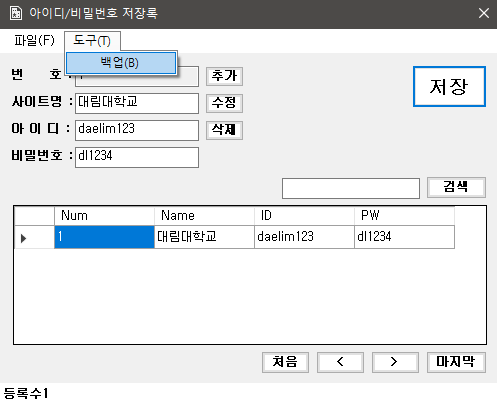 아이디/비밀번호 저장록
파일(F) 도구(T)
백업(B)
번 호 : 추가
저장
사이트명 : 대림대학교 수정
아 이 디 : daelim123 삭제
비밀번호 : dl1234
검색
Num Name ID PW
1 대림대학교 daelim123 dl1234
처음 < > 마지막
등록수1